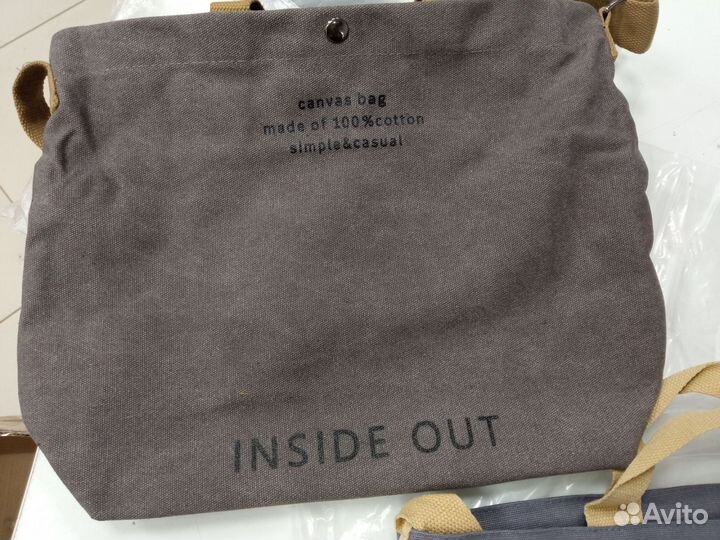 canvas bag
made of 100%cotton
simple&casual
INSIDE OUT
Avito